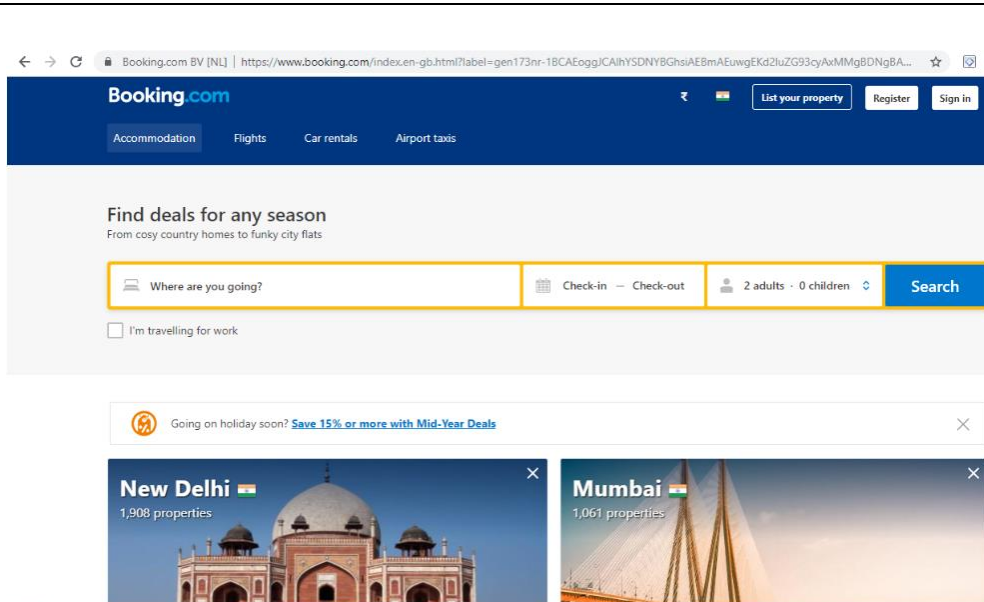 Booking.com BV [NL] | https://www.booking.com/index.en-gb.html?label=gen173nr-1BCAEoggJCAlhYSDNYBGhsiAEBmAEuwgEKd2luZG93cyAxMMgBDNgBA...
Booking.com ₹ List your property Register Sign in
Accommodation Flights Car rentals Airport taxis
Find deals for any season
From cosy country homes to funky city flats
Where are you going? Check-in — Check-out 2 adults · 0 children Search
I'm travelling for work
Going on holiday soon? Save 15% or more with Mid-Year Deals
New Delhi Mumbai
1,908 properties 1,061 properties